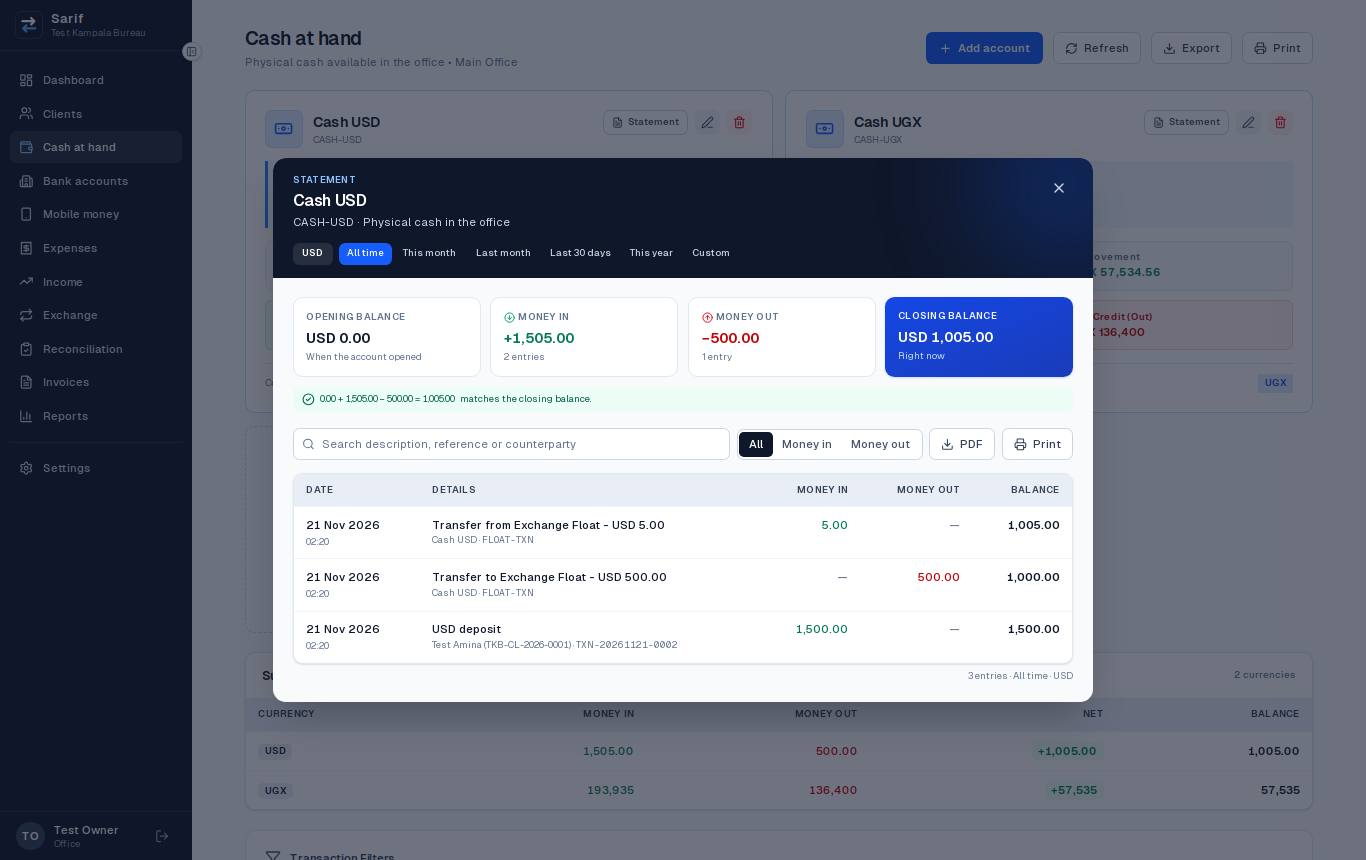 Sarif
Test Kampala Bureau
Dashboard
Clients
Cash at hand
Bank accounts
Mobile money
Expenses
Income
Exchange
Reconciliation
Invoices
Reports
Settings
TO
Test Owner
Office
Cash at hand
Physical cash available in the office • Main Office
Add account
Refresh
Export
Print
Cash USD
CASH-USD
Statement
Cash UGX
CASH-UGX
Statement
57,534.56
Credit (Out)
136,400
UGX
STATEMENT
Cash USD
CASH-USD · Physical cash in the office
USD All time This month Last month Last 30 days This year Custom
OPENING BALANCE
USD 0.00
When the account opened
MONEY IN
+1,505.00
2 entries
MONEY OUT
−500.00
1 entry
CLOSING BALANCE
USD 1,005.00
Right now
0.00 + 1,505.00 − 500.00 = 1,005.00 matches the closing balance.
Search description, reference or counterparty
All Money in Money out
PDF
Print
DATE DETAILS MONEY IN MONEY OUT BALANCE
21 Nov 2026 Transfer from Exchange Float - USD 5.00 5.00 — 1,005.00
02:20 Cash USD · FLOAT-TXN
21 Nov 2026 Transfer to Exchange Float - USD 500.00 — 500.00 1,000.00
02:20 Cash USD · FLOAT-TXN
21 Nov 2026 USD deposit 1,500.00 — 1,500.00
02:20 Test Amina (TKB-CL-2026-0001) · TXN-20261121-0002
3 entries · All time · USD
2 currencies
CURRENCY MONEY IN MONEY OUT NET BALANCE
USD 1,505.00 500.00 +1,005.00 1,005.00
UGX 193,935 136,400 +57,535 57,535
Transaction Filters